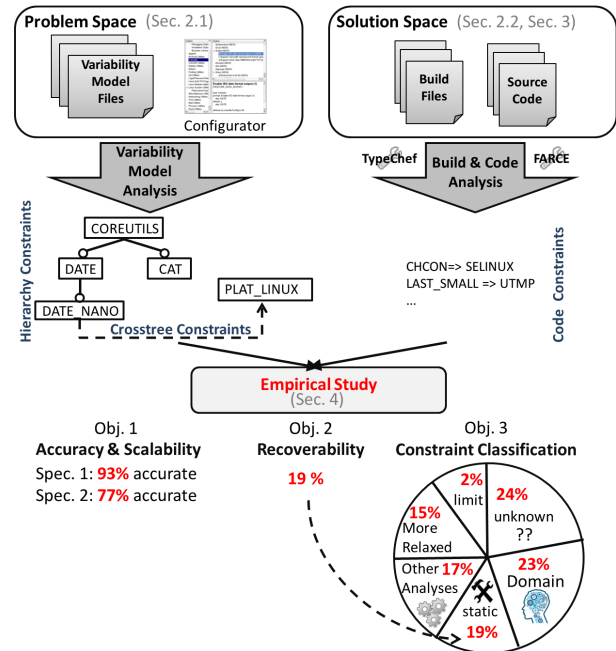 Problem Space (Sec. 2.1)
Variability
Model
Files
Configurator
Solution Space (Sec. 2.2, Sec. 3)
Build
Files
Source
Code
Variability
Model
Analysis
TypeChef
Build & Code
Analysis
FARCE
Hierarchy Constraints
COREUTILS
DATE
CAT
DATE_NANO
PLAT_LINUX
Crosstree Constraints
CHCON=> SELINUX
LAST_SMALL => UTMP
...
Code Constraints
Empirical Study
(Sec. 4)
Obj. 1
Accuracy & Scalability
Spec. 1: 93% accurate
Spec. 2: 77% accurate
Obj. 2
Recoverability
19 %
Obj. 3
Constraint Classification
2%
limit
24%
unknown
??
15%
More
Relaxed
Other 17%
Analyses
23%
Domain
static
19%